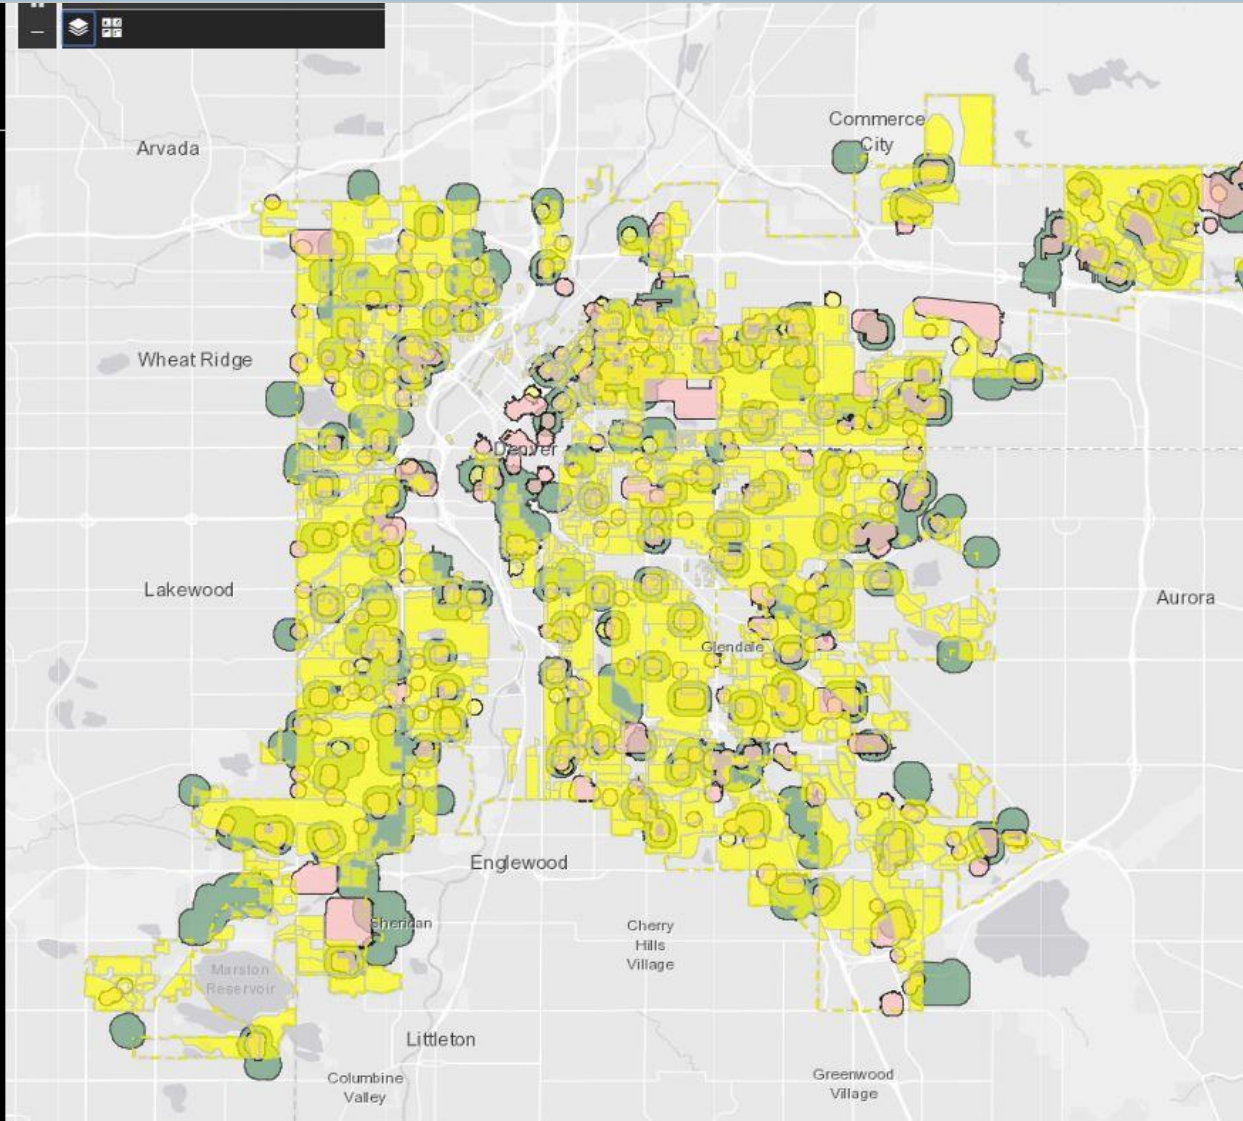 Commerce
City
Arvada
Wheat Ridge
Denver
Lakewood
Aurora
Glendale
Englewood
Sheridan
Cherry
Hills
Village
Marston
Reservoir
Littleton
Columbine
Valley
Greenwood
Village